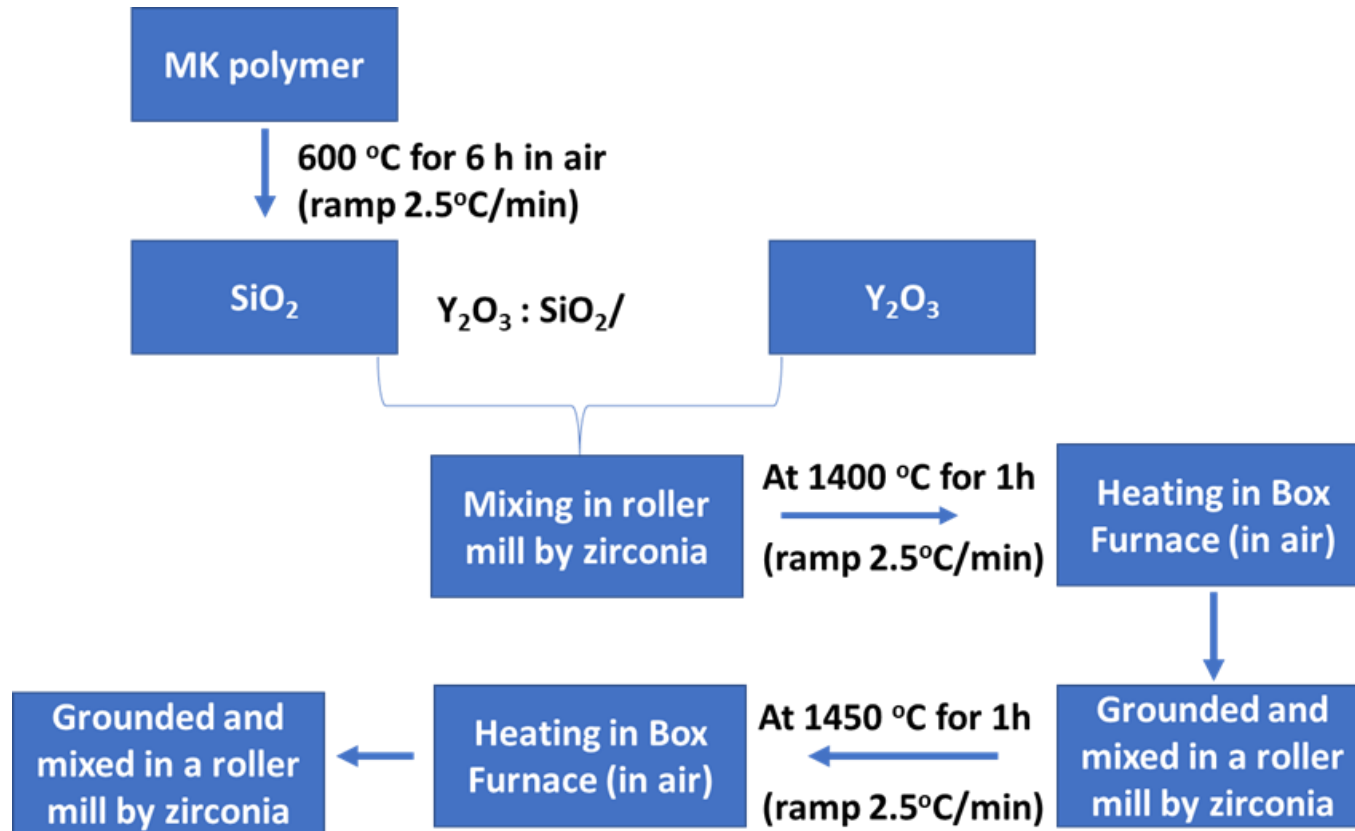 MK polymer
600 °C for 6 h in air
(ramp 2.5°C/min)
SiO₂
Y₂O₃ : SiO₂/
Y₂O₃
Mixing in roller
mill by zirconia
At 1400 °C for 1h
(ramp 2.5°C/min)
Heating in Box
Furnace (in air)
Grounded and
mixed in a roller
mill by zirconia
At 1450 °C for 1h
(ramp 2.5°C/min)
Heating in Box
Furnace (in air)
Grounded and
mixed in a roller
mill by zirconia